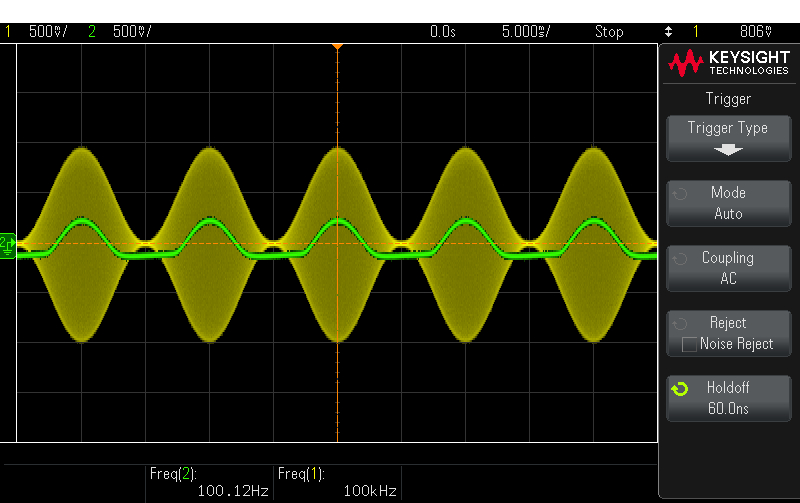 1 500mV/ 2 500mV/ 0.0s 5.000ms/ Stop 1 806mV
KEYSIGHT
TECHNOLOGIES
Trigger
Trigger Type
Mode
Auto
Coupling
AC
Reject
Noise Reject
Holdoff
60.0ns
2
Freq(2): Freq(1):
100.12Hz 100kHz